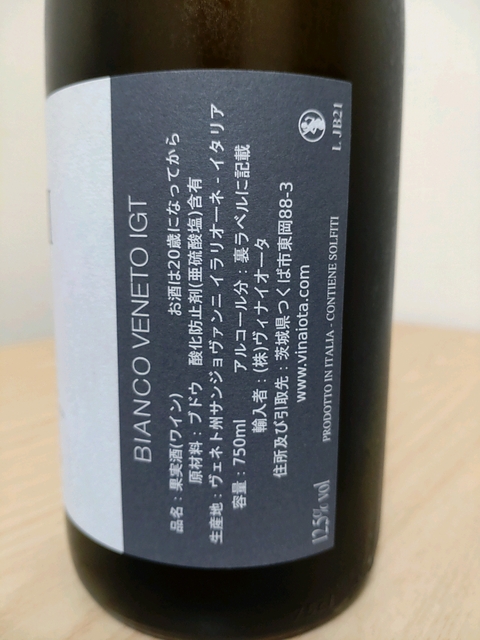 BIANCO VENETO IGT
品名：果実酒(ワイン)　お酒は20歳になってから
原材料：ブドウ　酸化防止剤(亜硫酸塩)含有
生産地：ヴェネト州サンジョヴァンニ イラリオーネ - イタリア
容量：750ml　アルコール分：裏ラベルに記載
輸入者：(株)ヴィナイオータ
住所及び引取先：茨城県つくば市東岡88-3
www.vinaiota.com
PRODOTTO IN ITALIA - CONTIENE SOLFITI
12.5% vol
L JB21